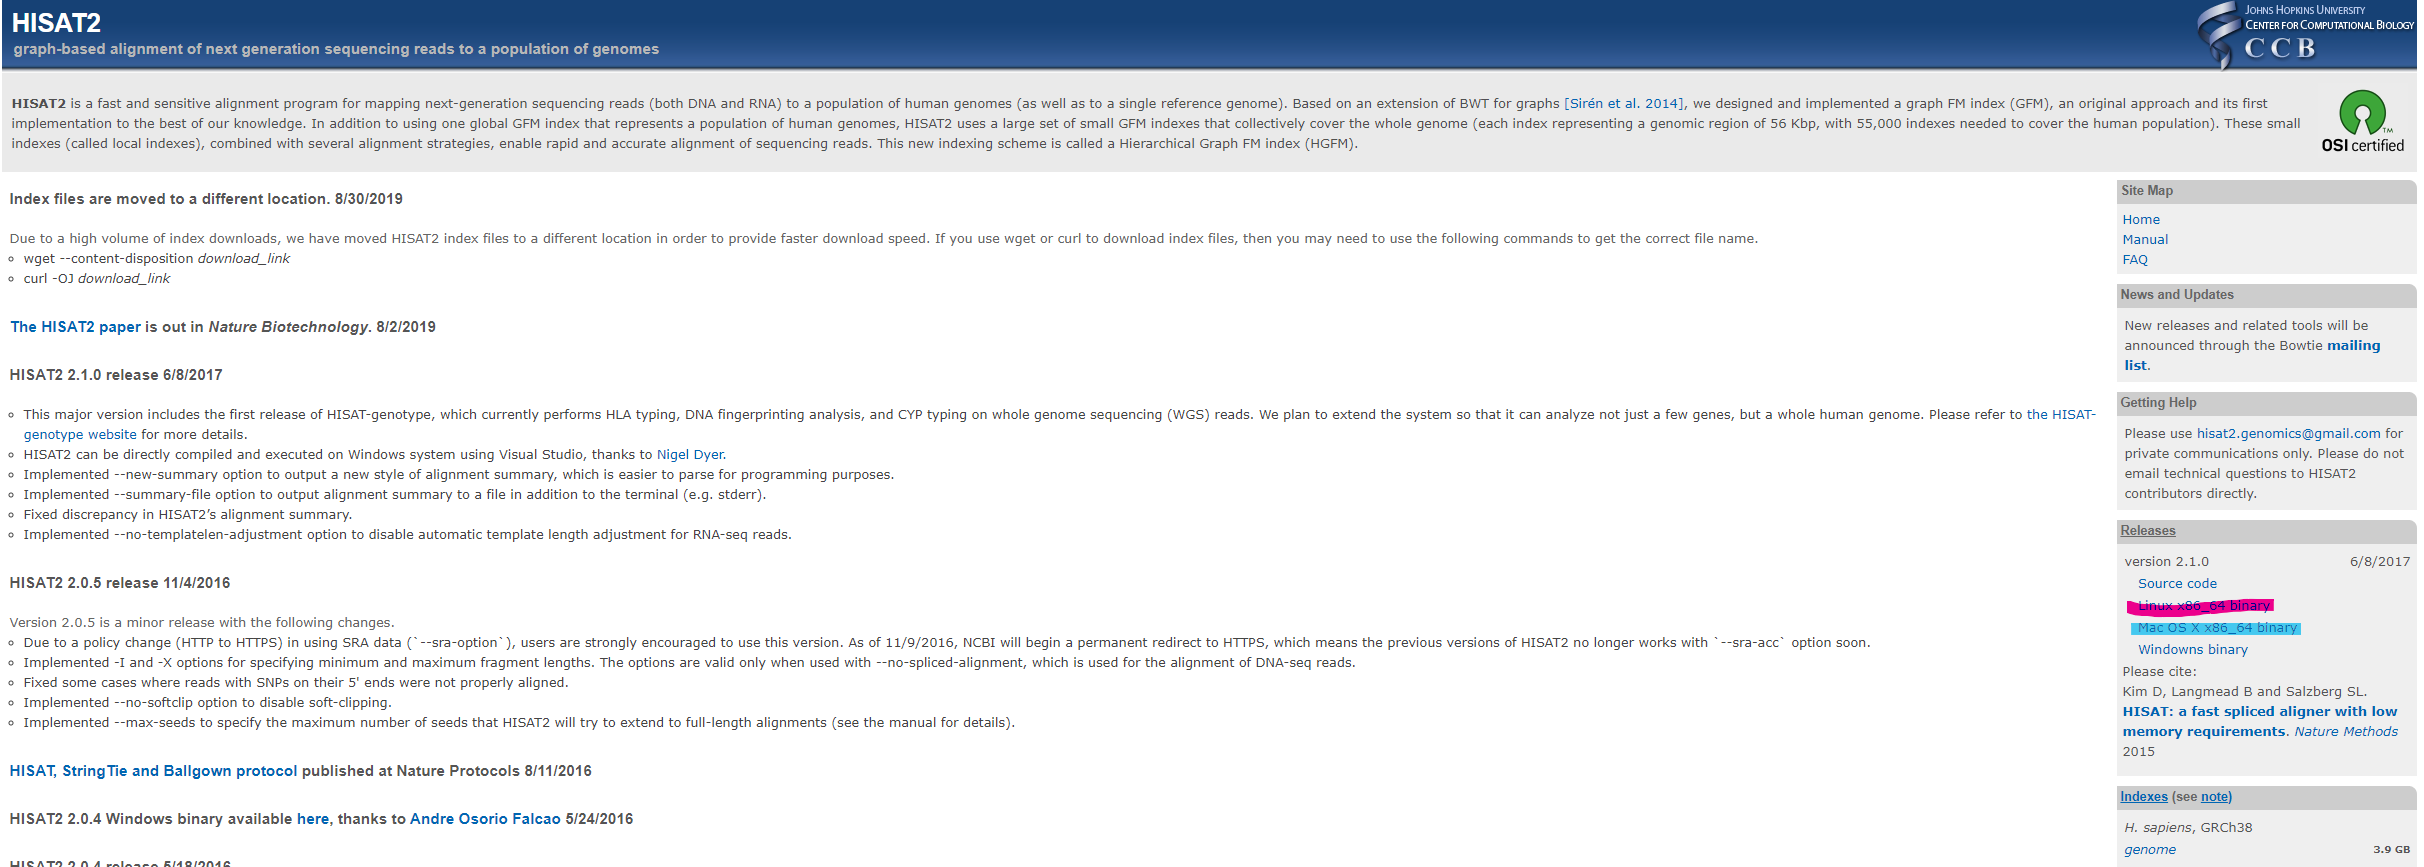 HISAT2
graph-based alignment of next generation sequencing reads to a population of genomes
JOHNS HOPKINS UNIVERSITY
CENTER FOR COMPUTATIONAL BIOLOGY
CCB
HISAT2 is a fast and sensitive alignment program for mapping next-generation sequencing reads (both DNA and RNA) to a population of human genomes (as well as to a single reference genome). Based on an extension of BWT for graphs [Sirén et al. 2014], we designed and implemented a graph FM index (GFM), an original approach and its first
implementation to the best of our knowledge. In addition to using one global GFM index that represents a population of human genomes, HISAT2 uses a large set of small GFM indexes that collectively cover the whole genome (each index representing a genomic region of 56 Kbp, with 55,000 indexes needed to cover the human population). These small
indexes (called local indexes), combined with several alignment strategies, enable rapid and accurate alignment of sequencing reads. This new indexing scheme is called a Hierarchical Graph FM index (HGFM).
TM
OSI certified
Index files are moved to a different location. 8/30/2019
Due to a high volume of index downloads, we have moved HISAT2 index files to a different location in order to provide faster download speed. If you use wget or curl to download index files, then you may need to use the following commands to get the correct file name.
wget --content-disposition download_link
curl -OJ download_link
The HISAT2 paper is out in Nature Biotechnology. 8/2/2019
HISAT2 2.1.0 release 6/8/2017
This major version includes the first release of HISAT-genotype, which currently performs HLA typing, DNA fingerprinting analysis, and CYP typing on whole genome sequencing (WGS) reads. We plan to extend the system so that it can analyze not just a few genes, but a whole human genome. Please refer to the HISAT-
genotype website for more details.
HISAT2 can be directly compiled and executed on Windows system using Visual Studio, thanks to Nigel Dyer.
Implemented --new-summary option to output a new style of alignment summary, which is easier to parse for programming purposes.
Implemented --summary-file option to output alignment summary to a file in addition to the terminal (e.g. stderr).
Fixed discrepancy in HISAT2’s alignment summary.
Implemented --no-templatelen-adjustment option to disable automatic template length adjustment for RNA-seq reads.
HISAT2 2.0.5 release 11/4/2016
Version 2.0.5 is a minor release with the following changes.
Due to a policy change (HTTP to HTTPS) in using SRA data (`--sra-option`), users are strongly encouraged to use this version. As of 11/9/2016, NCBI will begin a permanent redirect to HTTPS, which means the previous versions of HISAT2 no longer works with `--sra-acc` option soon.
Implemented -I and -X options for specifying minimum and maximum fragment lengths. The options are valid only when used with --no-spliced-alignment, which is used for the alignment of DNA-seq reads.
Fixed some cases where reads with SNPs on their 5' ends were not properly aligned.
Implemented --no-softclip option to disable soft-clipping.
Implemented --max-seeds to specify the maximum number of seeds that HISAT2 will try to extend to full-length alignments (see the manual for details).
HISAT, StringTie and Ballgown protocol published at Nature Protocols 8/11/2016
HISAT2 2.0.4 Windows binary available here, thanks to Andre Osorio Falcao 5/24/2016
HISAT2 2.0.4 release 5/18/2016
Site Map
Home
Manual
FAQ
News and Updates
New releases and related tools will be
announced through the Bowtie mailing
list.
Getting Help
Please use hisat2.genomics@gmail.com for
private communications only. Please do not
email technical questions to HISAT2
contributors directly.
Releases
version 2.1.0 6/8/2017
Source code
Linux x86_64 binary
Mac OS X x86_64 binary
Windowns binary
Please cite:
Kim D, Langmead B and Salzberg SL.
HISAT: a fast spliced aligner with low
memory requirements. Nature Methods
2015
Indexes (see note)
H. sapiens, GRCh38
genome 3.9 GB